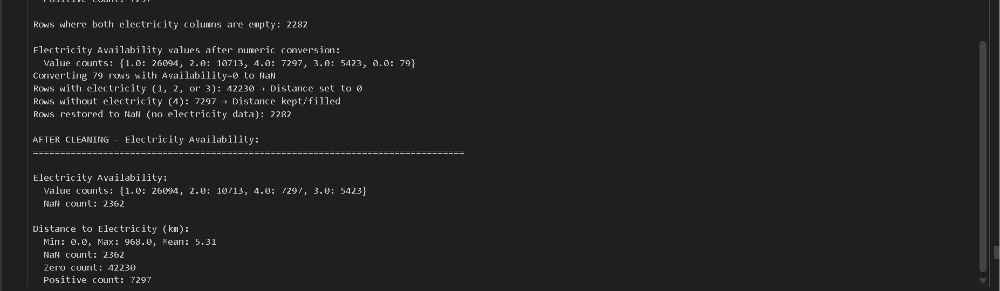 Positive count: 7297
Rows where both electricity columns are empty: 2282
Electricity Availability values after numeric conversion:
Value counts: {1.0: 26094, 2.0: 10713, 4.0: 7297, 3.0: 5423, 0.0: 79}
Converting 79 rows with Availability=0 to NaN
Rows with electricity (1, 2, or 3): 42230 → Distance set to 0
Rows without electricity (4): 7297 → Distance kept/filled
Rows restored to NaN (no electricity data): 2282
AFTER CLEANING - Electricity Availability:
================================================================================
Electricity Availability:
Value counts: {1.0: 26094, 2.0: 10713, 4.0: 7297, 3.0: 5423}
NaN count: 2362
Distance to Electricity (km):
Min: 0.0, Max: 968.0, Mean: 5.31
NaN count: 2362
Zero count: 42230
Positive count: 7297